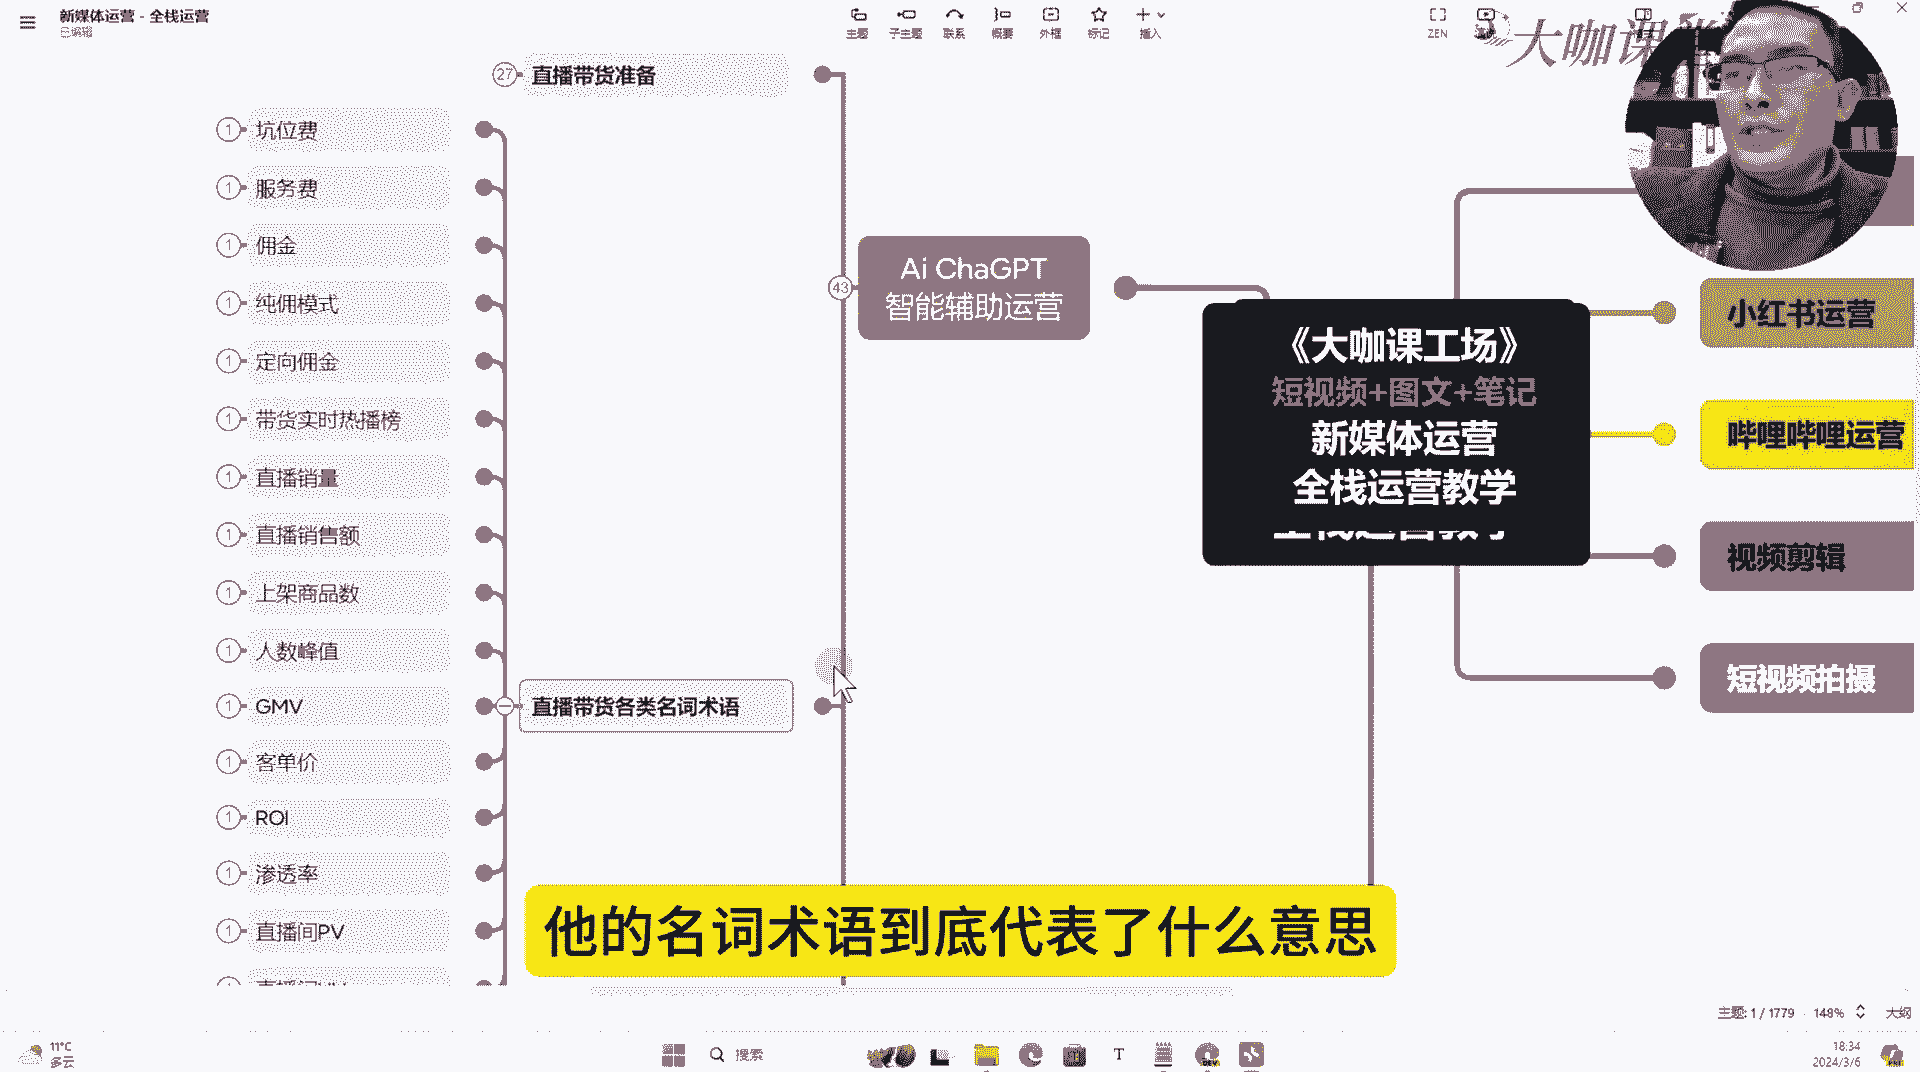 新媒体运营 - 全栈运营
已编辑
主题
子主题
联系
概要
外框
标记
插入
ZEN
大咖课堂
27
直播带货准备
1 坑位费
1 服务费
1 佣金
1 纯佣模式
1 定向佣金
1 带货实时热播榜
1 直播销量
1 直播销售额
1 上架商品数
1 人数峰值
1 GMV
1 客单价
1 ROI
1 渗透率
1 直播间PV
直播带货各类名词术语
43
Ai ChaGPT
智能辅助运营
《大咖课工场》
短视频+图文+笔记
新媒体运营
全栈运营教学
小红书运营
哔哩哔哩运营
视频剪辑
短视频拍摄
他的名词术语到底代表了什么意思
主题: 1 / 1779
148%
大纲
11°C
多云
搜索
18:34
2024/3/6